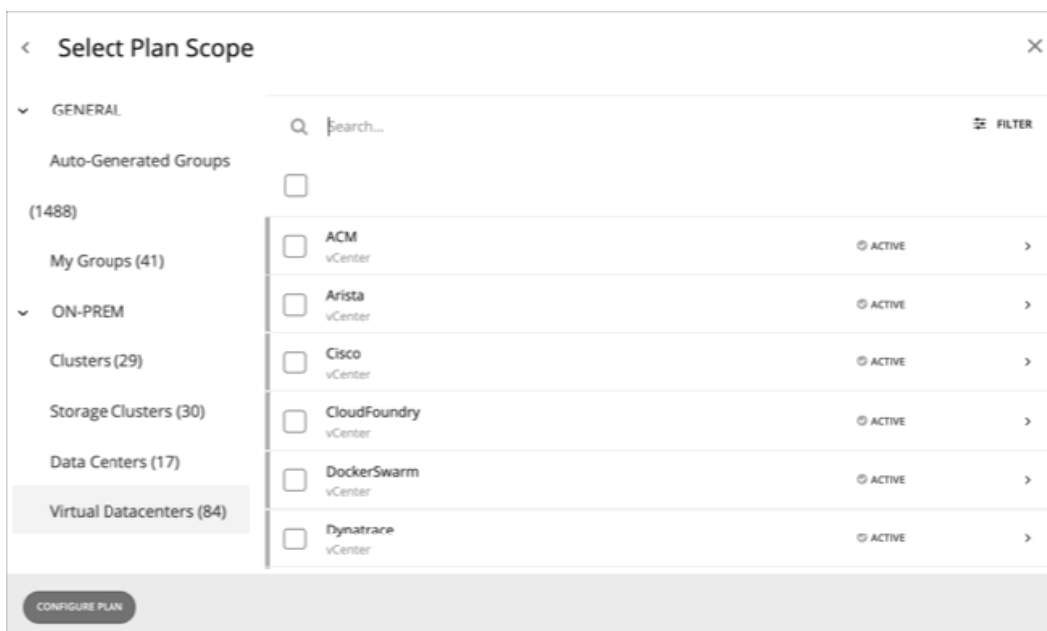 Select Plan Scope
GENERAL
Auto-Generated Groups
(1488)
My Groups (41)
ON-PREM
Clusters (29)
Storage Clusters (30)
Data Centers (17)
Virtual Datacenters (84)
Search...
FILTER
ACM
vCenter
ACTIVE
Arista
vCenter
ACTIVE
Cisco
vCenter
ACTIVE
CloudFoundry
vCenter
ACTIVE
DockerSwarm
vCenter
ACTIVE
Dynatrace
vCenter
ACTIVE
CONFIGURE PLAN